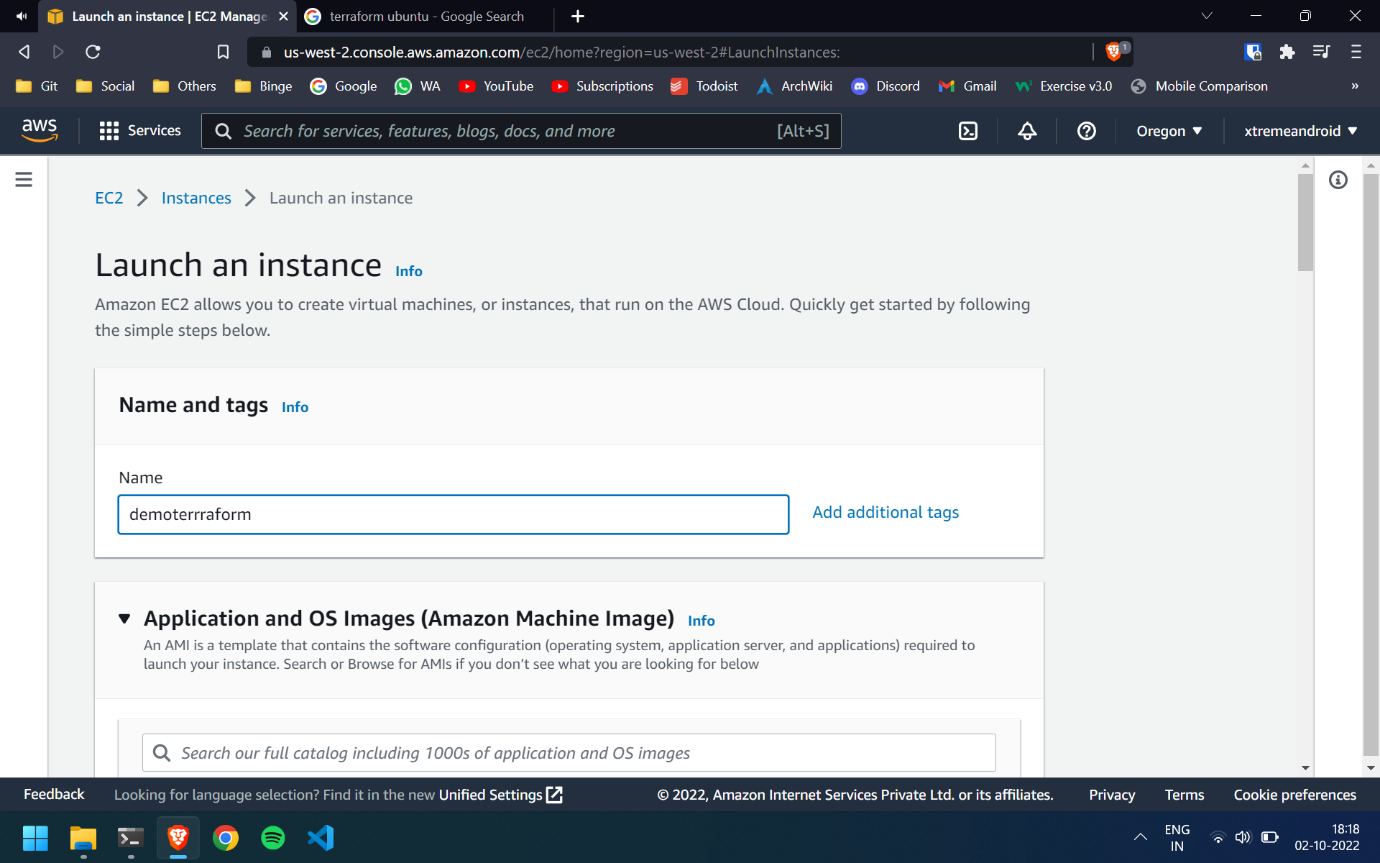 Launch an instance | EC2 Manage
terraform ubuntu - Google Search
us-west-2.console.aws.amazon.com/ec2/home?region=us-west-2#LaunchInstances:
1
Git
Social
Others
Binge
Google
WA
YouTube
Subscriptions
Todoist
ArchWiki
Discord
Gmail
Exercise v3.0
Mobile Comparison
»
aws
Services
Search for services, features, blogs, docs, and more
[Alt+S]
Oregon
xtremeandroid
EC2
Instances
Launch an instance
Launch an instance Info
Amazon EC2 allows you to create virtual machines, or instances, that run on the AWS Cloud. Quickly get started by following
the simple steps below.
Name and tags Info
Name
demoterrraform
Add additional tags
Application and OS Images (Amazon Machine Image) Info
An AMI is a template that contains the software configuration (operating system, application server, and applications) required to
launch your instance. Search or Browse for AMIs if you don’t see what you are looking for below
Search our full catalog including 1000s of application and OS images
Feedback
Looking for language selection? Find it in the new Unified Settings
© 2022, Amazon Internet Services Private Ltd. or its affiliates.
Privacy
Terms
Cookie preferences
ENG
IN
18:18
02-10-2022